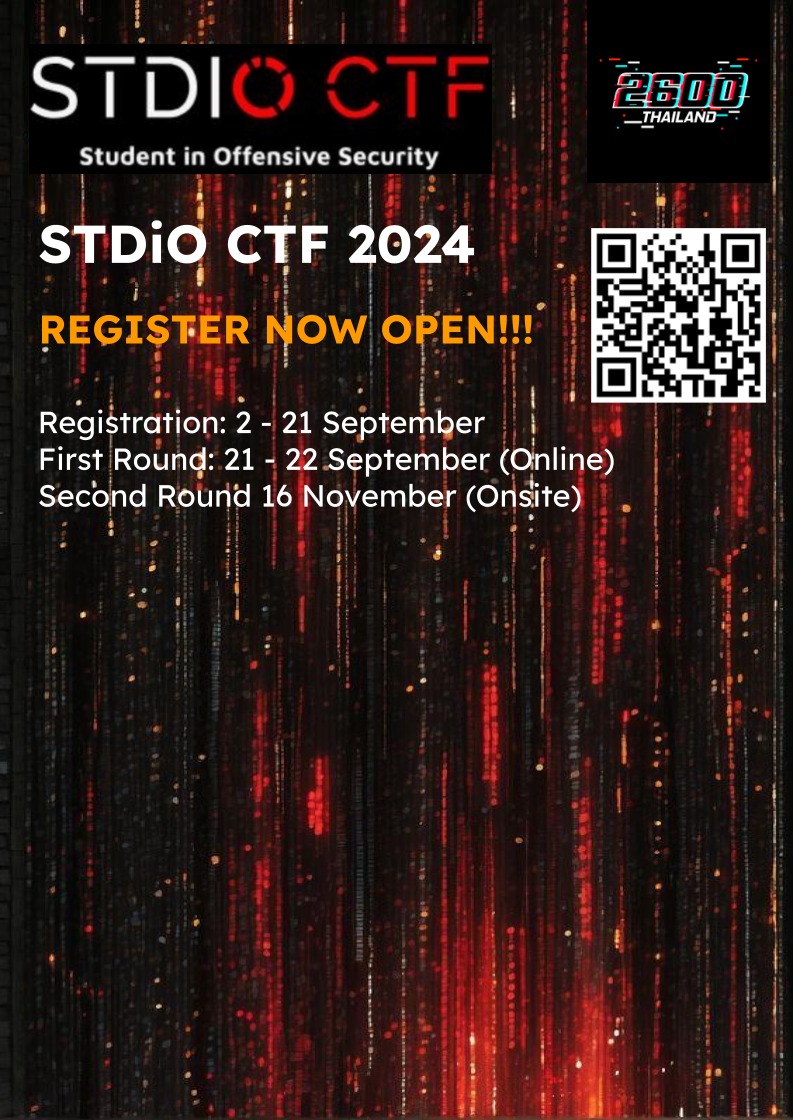 STDIO CTF
Student in Offensive Security
2600
THAILAND
STDiO CTF 2024
REGISTER NOW OPEN!!!
Registration: 2 - 21 September
First Round: 21 - 22 September (Online)
Second Round 16 November (Onsite)